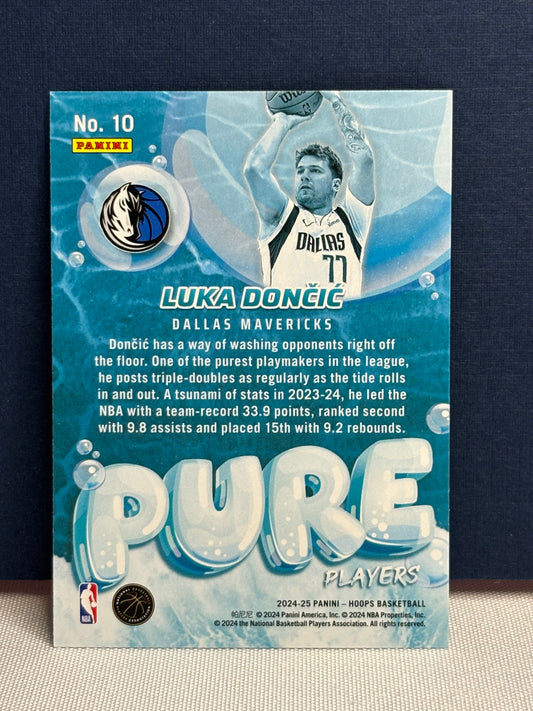 No. 10
PANINI
DALLAS
77
LUKA DONČIĆ
DALLAS MAVERICKS
Dončić has a way of washing opponents right off
the floor. One of the purest playmakers in the league,
he posts triple-doubles as regularly as the tide rolls
in and out. A tsunami of stats in 2023-24, he led the
NBA with a team-record 33.9 points, ranked second
with 9.8 assists and placed 15th with 9.2 rebounds.
PURE
PLAYERS
NBA
2024-25 PANINI – HOOPS BASKETBALL
帕尼尼 © 2024 Panini America, Inc. © 2024 NBA Properties, Inc.
© 2024 the National Basketball Players Association. All rights reserved.